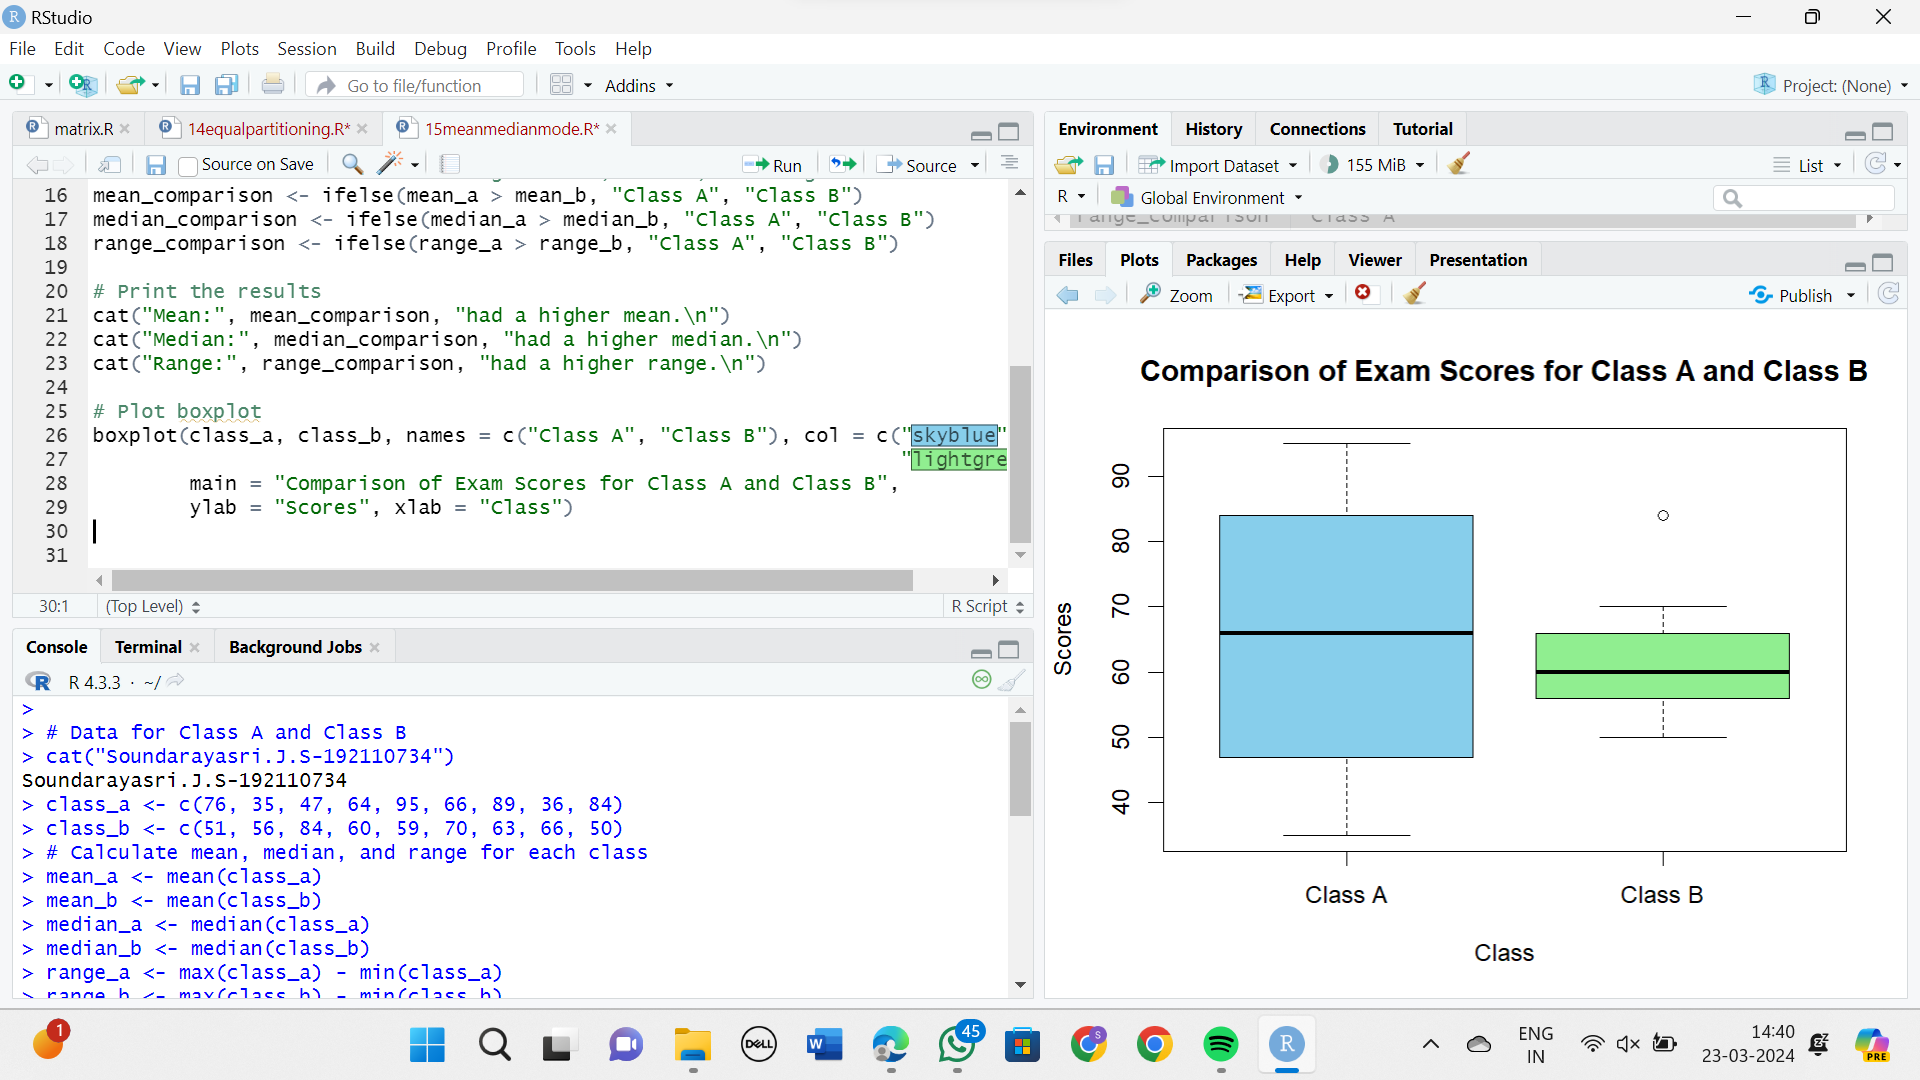 RStudio
File Edit Code View Plots Session Build Debug Profile Tools Help
Go to file/function Addins Project: (None)
matrix.R 14equalpartitioning.R* 15meanmedianmode.R*
Source on Save Run Source
16 mean_comparison <- ifelse(mean_a > mean_b, "Class A", "Class B")
17 median_comparison <- ifelse(median_a > median_b, "Class A", "Class B")
18 range_comparison <- ifelse(range_a > range_b, "Class A", "Class B")
19
20 # Print the results
21 cat("Mean:", mean_comparison, "had a higher mean.\n")
22 cat("Median:", median_comparison, "had a higher median.\n")
23 cat("Range:", range_comparison, "had a higher range.\n")
24
25 # Plot boxplot
26 boxplot(class_a, class_b, names = c("Class A", "Class B"), col = c("skyblue"
27 "lightgre
28 main = "Comparison of Exam Scores for Class A and Class B",
29 ylab = "Scores", xlab = "Class")
30
31
30:1 (Top Level) R Script
Console Terminal Background Jobs
R 4.3.3 · ~/
>
> # Data for Class A and Class B
> cat("Soundarayasri.J.S-192110734")
Soundarayasri.J.S-192110734
> class_a <- c(76, 35, 47, 64, 95, 66, 89, 36, 84)
> class_b <- c(51, 56, 84, 60, 59, 70, 63, 66, 50)
> # Calculate mean, median, and range for each class
> mean_a <- mean(class_a)
> mean_b <- mean(class_b)
> median_a <- median(class_a)
> median_b <- median(class_b)
> range_a <- max(class_a) - min(class_a)
> range_b <- max(class_b) - min(class_b)
Environment History Connections Tutorial
Import Dataset 155 MiB List
R Global Environment
range_comparison "Class A"
Files Plots Packages Help Viewer Presentation
Zoom Export Publish
Comparison of Exam Scores for Class A and Class B
90
80
70
60
50
40
Scores
Class A Class B
Class
1 DELL W 45 S R ENG IN 14:40 23-03-2024 PRE